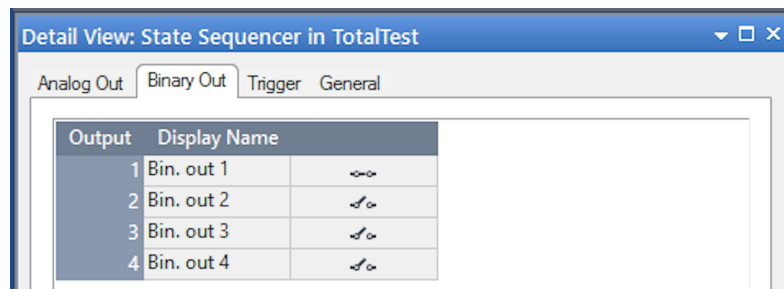 Detail View: State Sequencer in TotalTest
Analog Out Binary Out Trigger General
Output Display Name
1 Bin. out 1
2 Bin. out 2
3 Bin. out 3
4 Bin. out 4